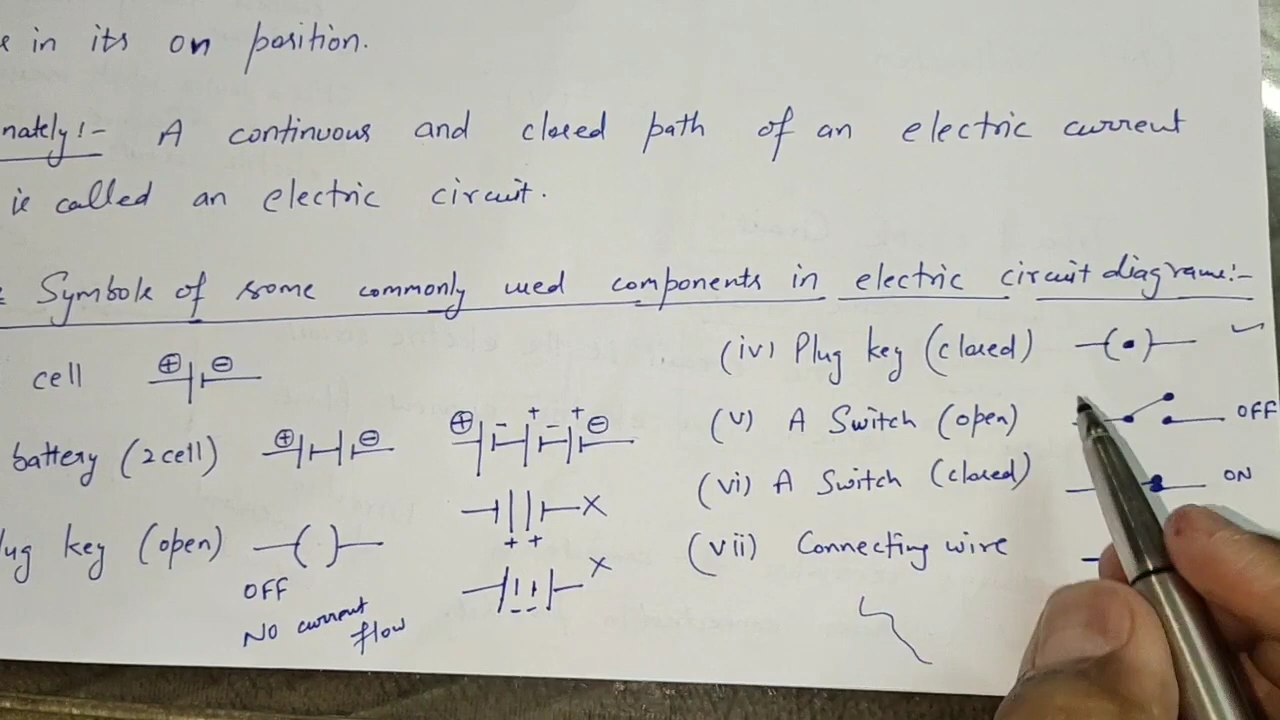 in its on position.
nately:- A continuous and closed path of an electric current
is called an electric circuit.
Symbols of some commonly used components in electric circuit diagrams:-
cell ⊕ ⊖
battery (2 cell) ⊕ ⊖ ⊕ - + - + ⊖
+ + X
- - X
lug key (open)
OFF
NO current flow
(iv) Plug key (closed)
(v) A Switch (open) OFF
(vi) A Switch (closed) ON
(vii) Connecting wire